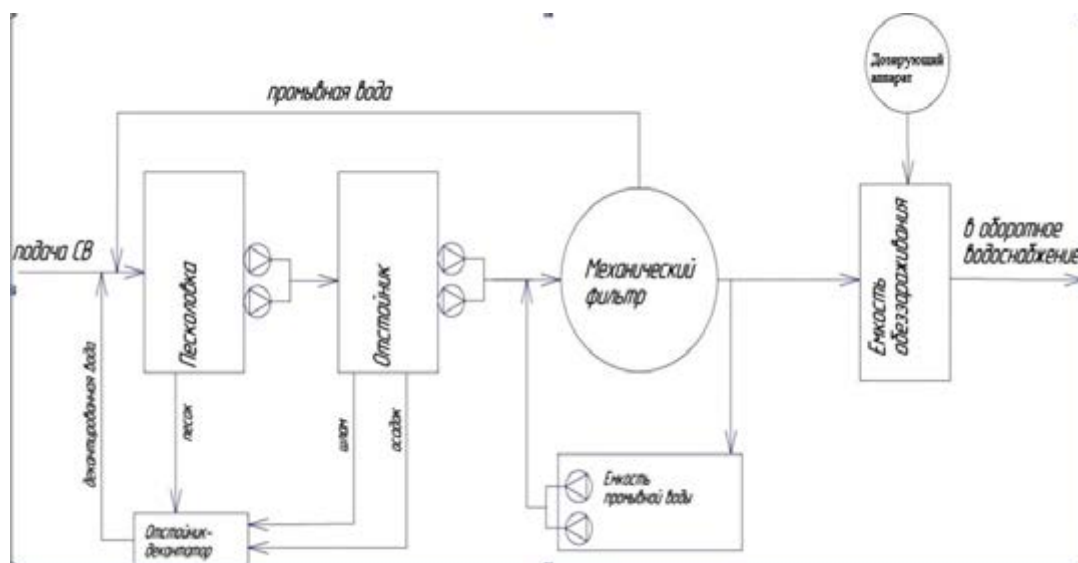 Дозирующий
аппарат
промывная вода
подача СВ
Песколовка
Отстойник
Механический
фильтр
Емкость
обеззараживания
в оборотное
водоснабжение
декантированная вода
песок
шлам
осадок
Отстойник-
декантатор
Емкость
промывной воды